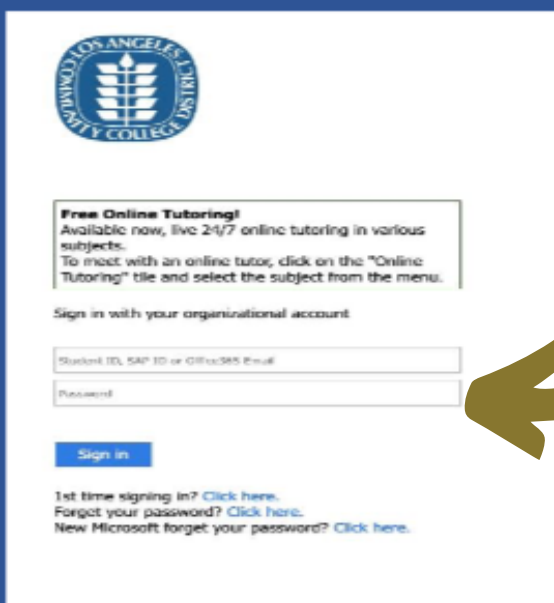 LOS ANGELES
COMMUNITY COLLEGE DISTRICT
Free Online Tutoring!
Available now, live 24/7 online tutoring in various
subjects.
To meet with an online tutor, click on the "Online
Tutoring" tile and select the subject from the menu.
Sign in with your organizational account
Student ID, SAP ID or Office365 Email
Password
Sign in
1st time signing in? Click here.
Forget your password? Click here.
New Microsoft forget your password? Click here.